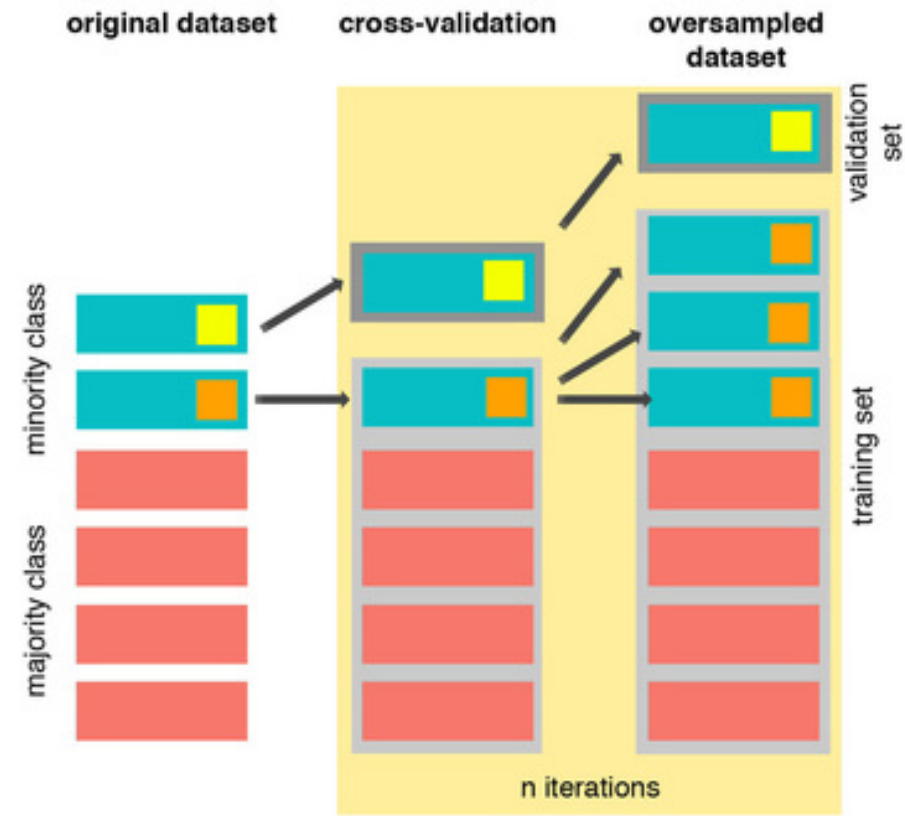 original dataset
cross-validation
oversampled
dataset
validation
set
minority class
training set
majority class
n iterations